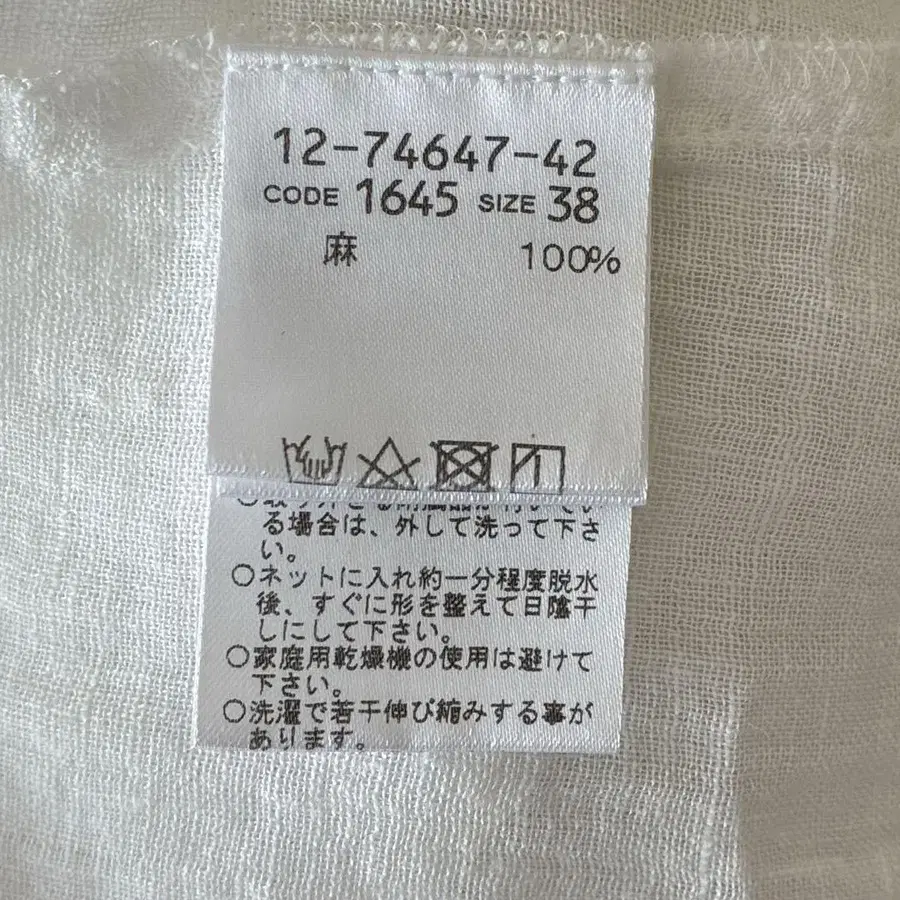 12-74647-42
CODE 1645 SIZE 38
麻 100%
る場合は、外して洗って下さ
い。
○ネットに入れ約一分程度脱水
後、すぐに形を整えて日陰干
しにして下さい。
○家庭用乾燥機の使用は避けて
下さい。
○洗濯で若干伸び縮みする事が
あります。